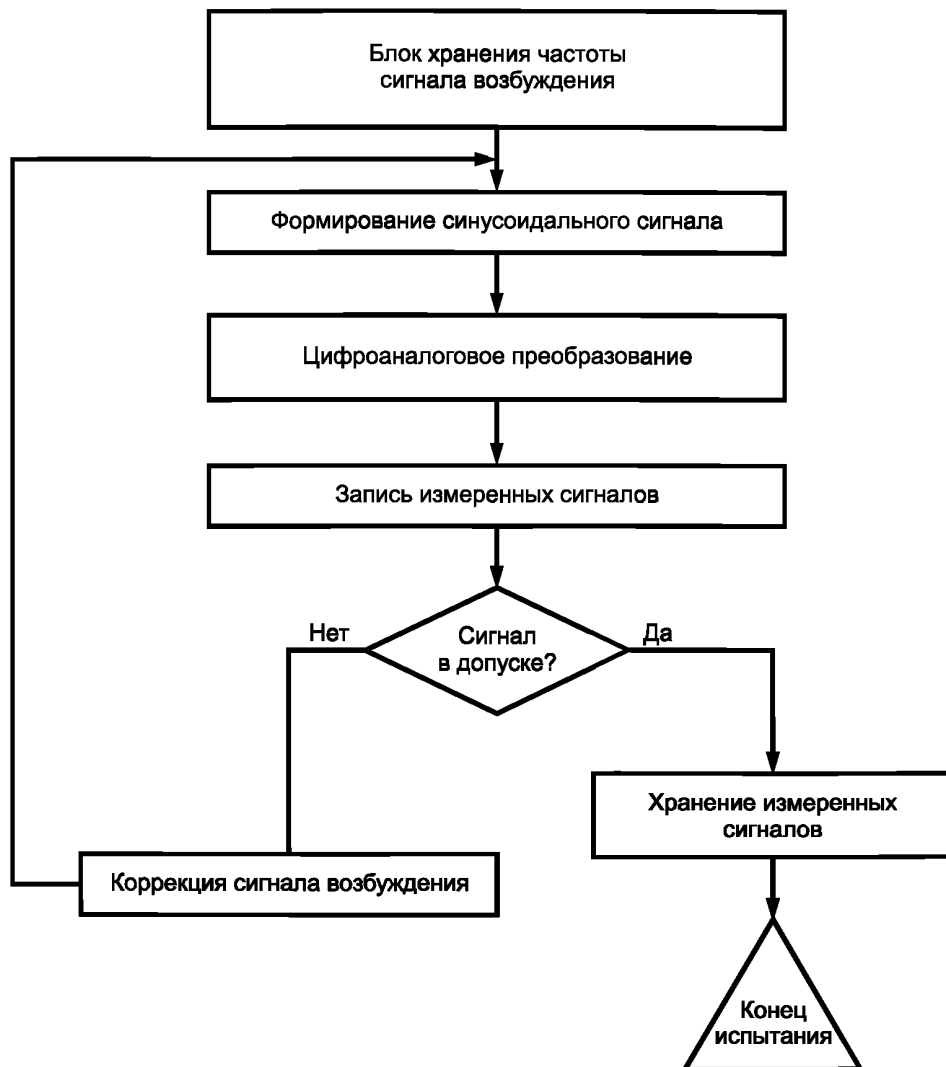 Блок хранения частоты
сигнала возбуждения
Формирование синусоидального сигнала
Цифроаналоговое преобразование
Запись измеренных сигналов
Нет
Сигнал
в допуске?
Да
Хранение измеренных
сигналов
Коррекция сигнала возбуждения
Конец
испытания